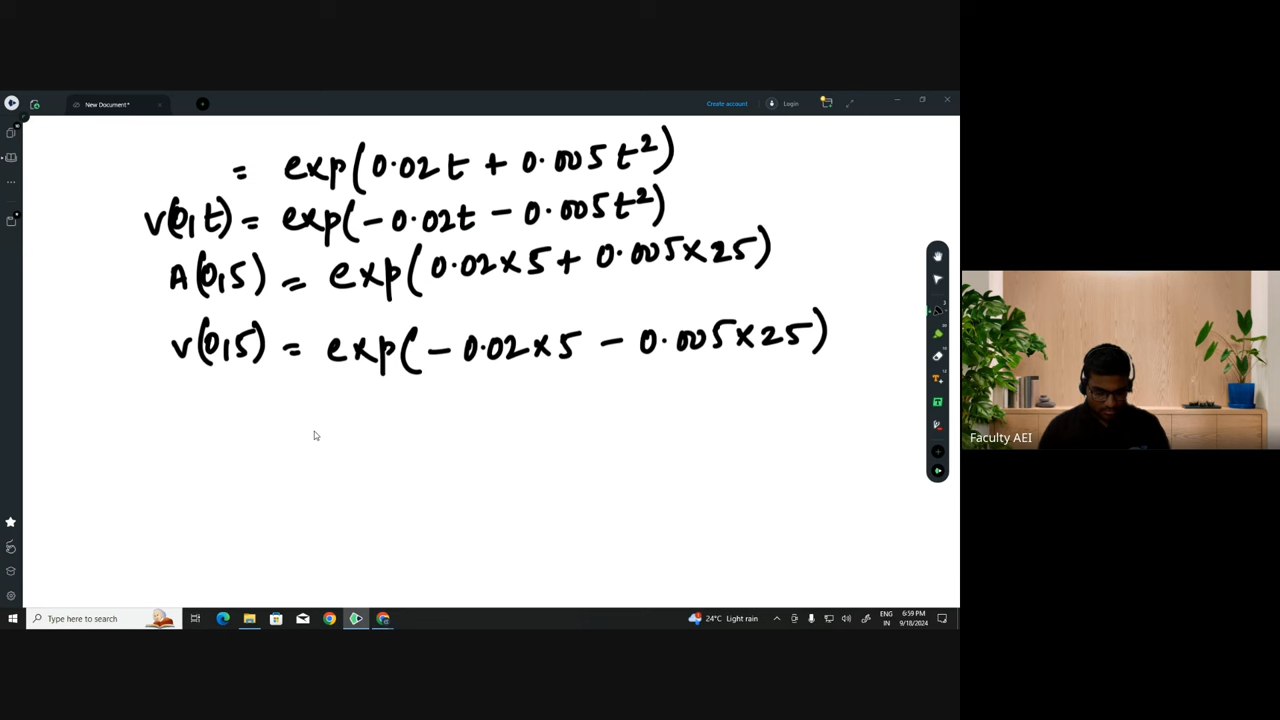 New Document*
Create account
Login
= exp(0.02t + 0.005t²)
v(0,t) = exp(-0.02t - 0.005t²)
A(0,5) = exp(0.02×5 + 0.005×25)
v(0,5) = exp(-0.02×5 - 0.005×25)
Faculty AEI
Type here to search
24°C Light rain
ENG
IN
6:59 PM
9/18/2024